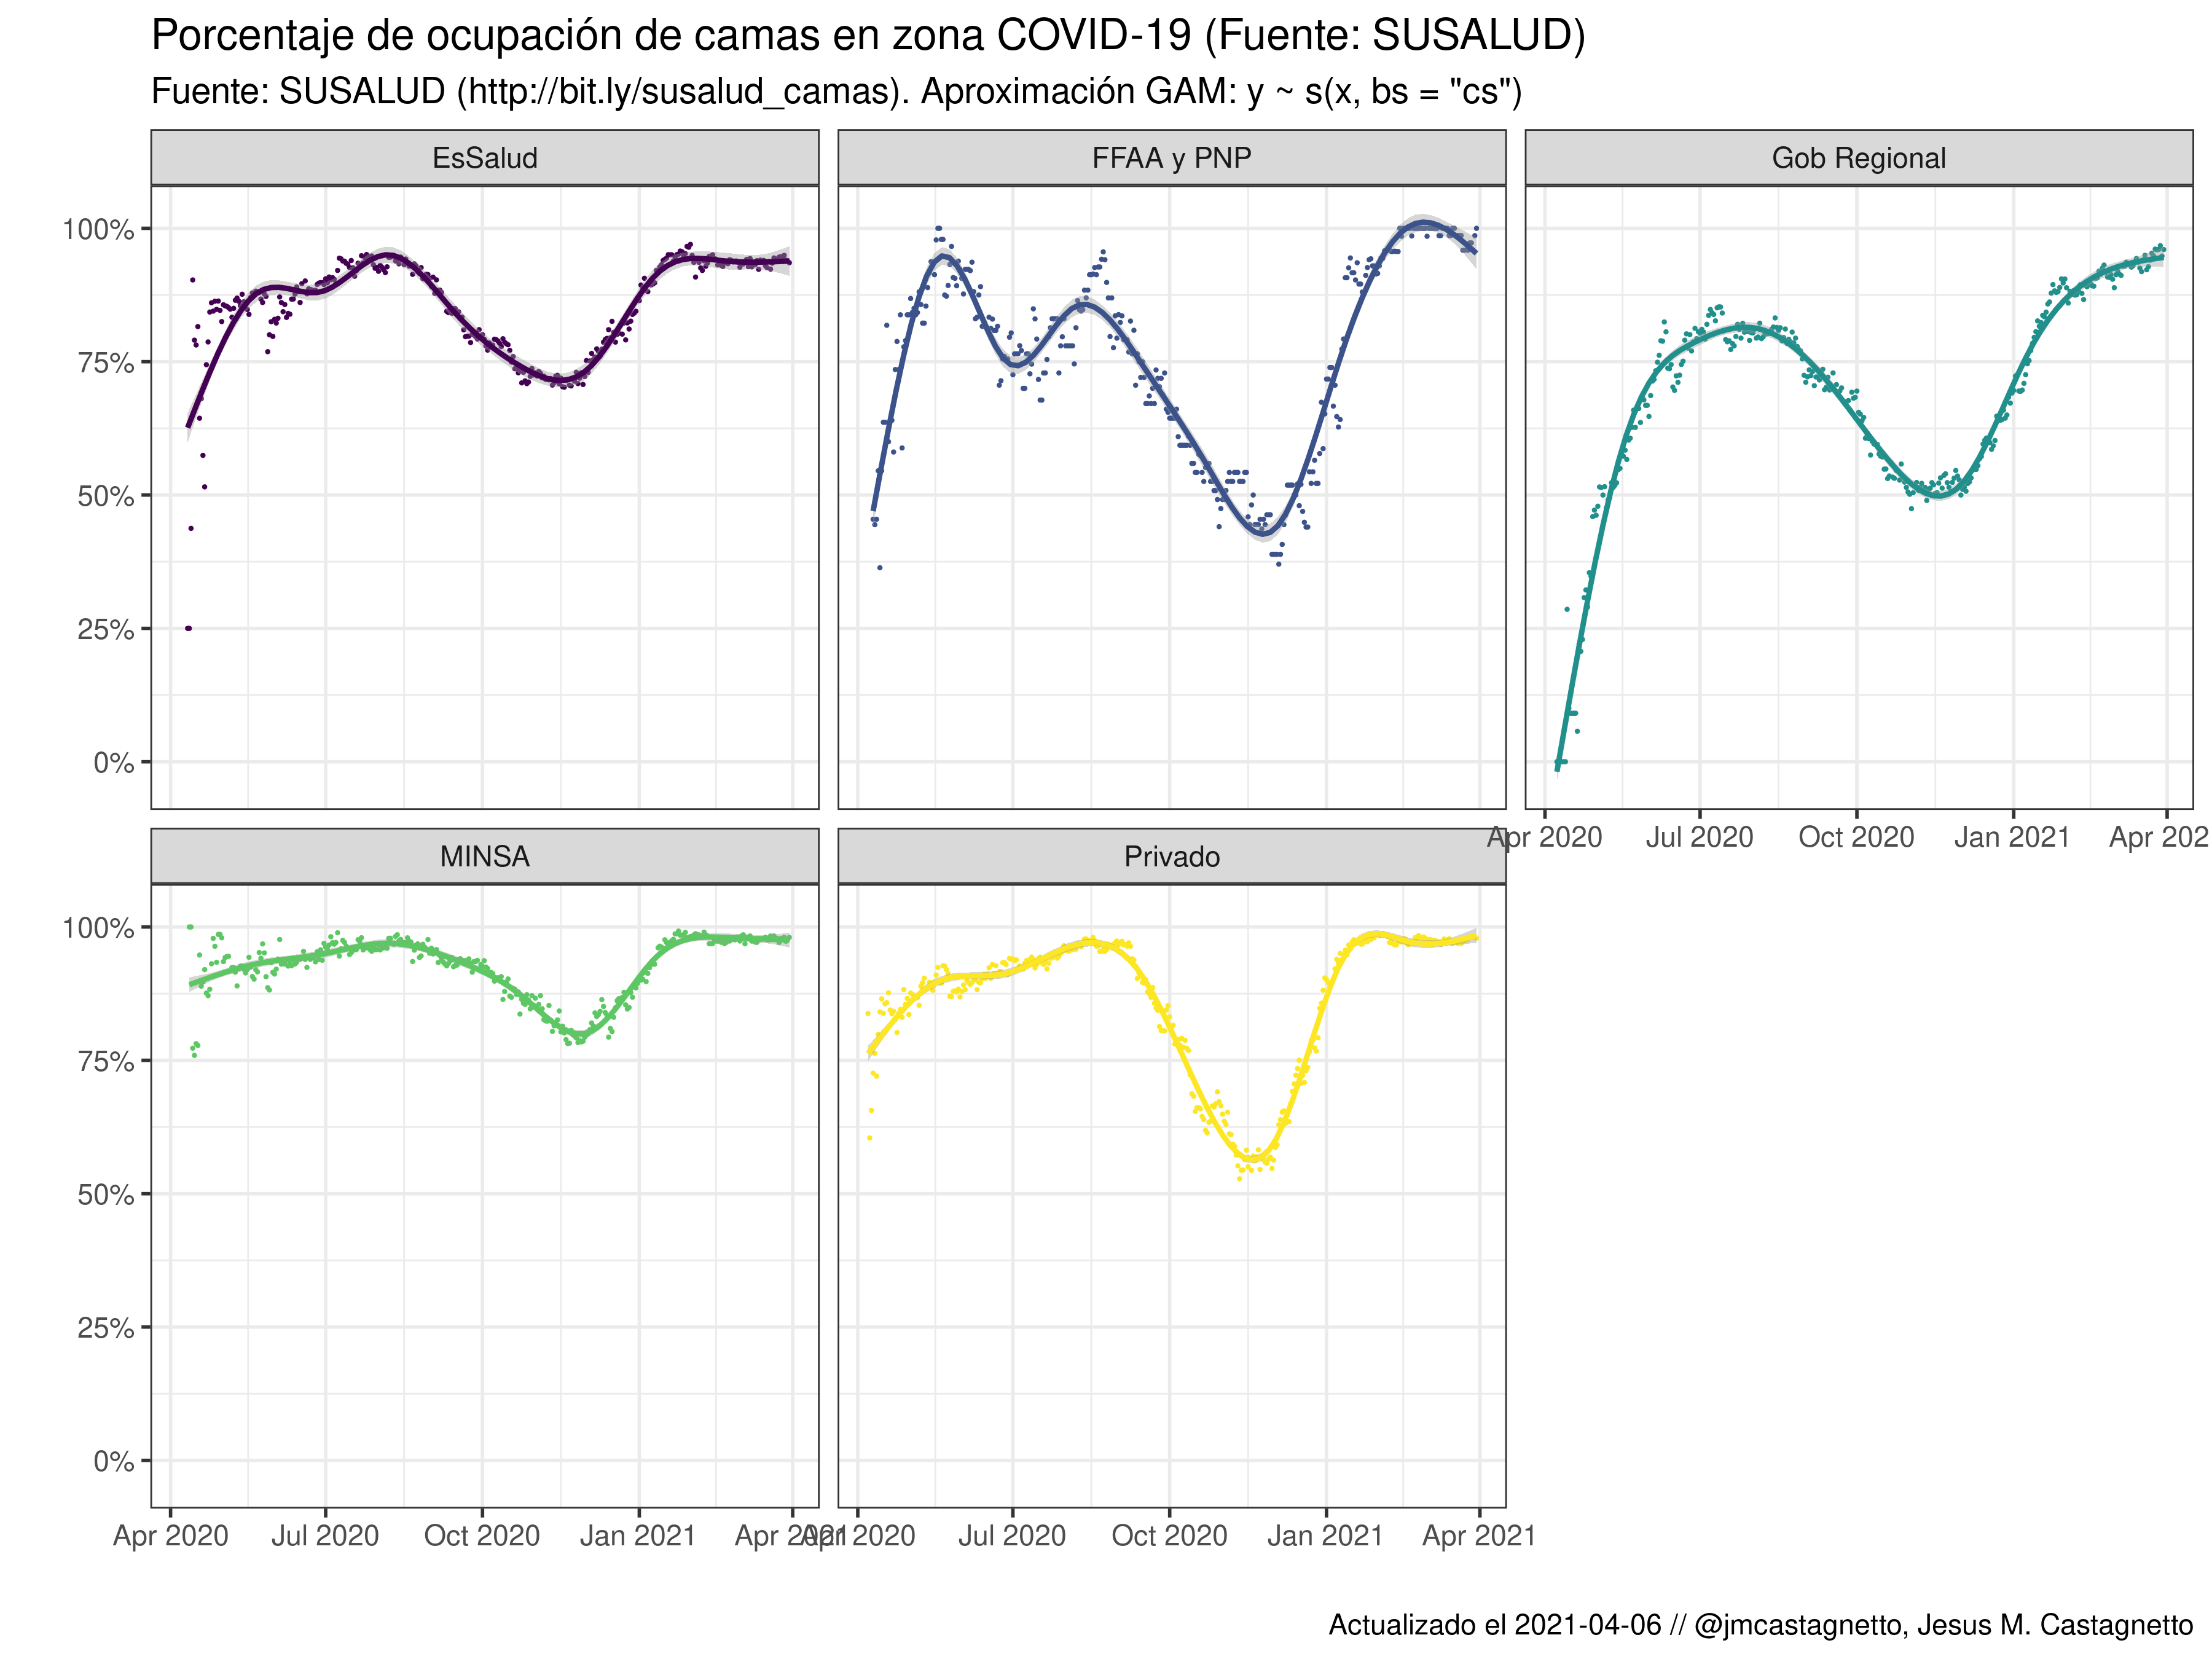 Porcentaje de ocupación de camas en zona COVID-19 (Fuente: SUSALUD)
Fuente: SUSALUD (http://bit.ly/susalud_camas). Aproximación GAM: y ~ s(x, bs = "cs")
EsSalud
FFAA y PNP
Gob Regional
100%
75%
50%
25%
0%
Apr 2020 Jul 2020 Oct 2020 Jan 2021 Apr 202
MINSA
Privado
100%
75%
50%
25%
0%
Apr 2020 Jul 2020 Oct 2020 Jan 2021 Apr 2021
Apr 2020 Jul 2020 Oct 2020 Jan 2021 Apr 2021
Actualizado el 2021-04-06 // @jmcastagnetto, Jesus M. Castagnetto